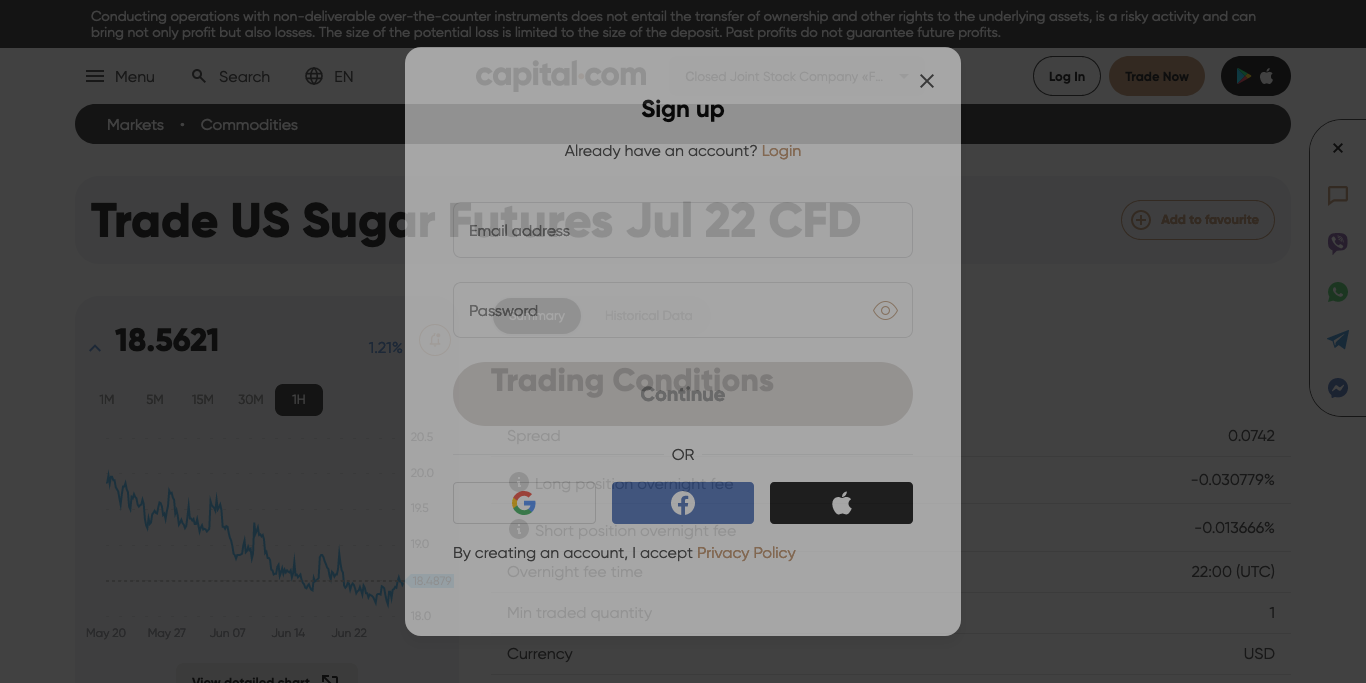 Conducting operations with non-deliverable over-the-counter instruments does not entail the transfer of ownership and other rights to the underlying assets, is a risky activity and can
bring not only profit but also losses. The size of the potential loss is limited to the size of the deposit. Past profits do not guarantee future profits.
Menu
Search
EN
capital.com
Closed Joint Stock Company «F...
Log In
Trade Now
Sign up
Markets • Commodities
Already have an account? Login
Trade US Sugar Futures Jul 22 CFD
Add to favourite
Email address
Password
Summary
Historical Data
18.5621
1.21%
Trading Conditions
Continue
1M
5M
15M
30M
1H
20.5
20.0
19.5
19.0
18.4879
18.0
May 20
May 27
Jun 07
Jun 14
Jun 22
View detailed chart
Spread
0.0742
OR
Long position overnight fee
-0.030779%
Short position overnight fee
-0.013666%
By creating an account, I accept Privacy Policy
Overnight fee time
22:00 (UTC)
Min traded quantity
1
Currency
USD